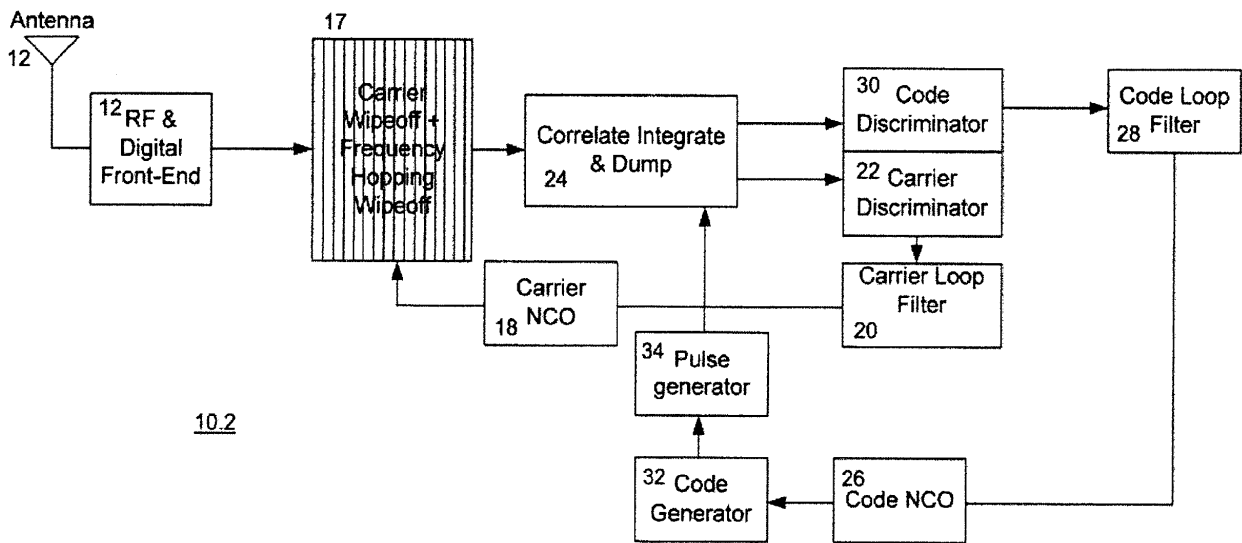 Antenna
12
17
12
RF &
Digital
Front-End
Carrier
Wipeoff +
Frequency
Hopping
Wipeoff
Correlate Integrate
& Dump
24
30
Code
Discriminator
22
Carrier
Discriminator
Code Loop
Filter
28
Carrier
NCO
18
Carrier Loop
Filter
20
34
Pulse
generator
10.2
32
Code
Generator
26
Code NCO